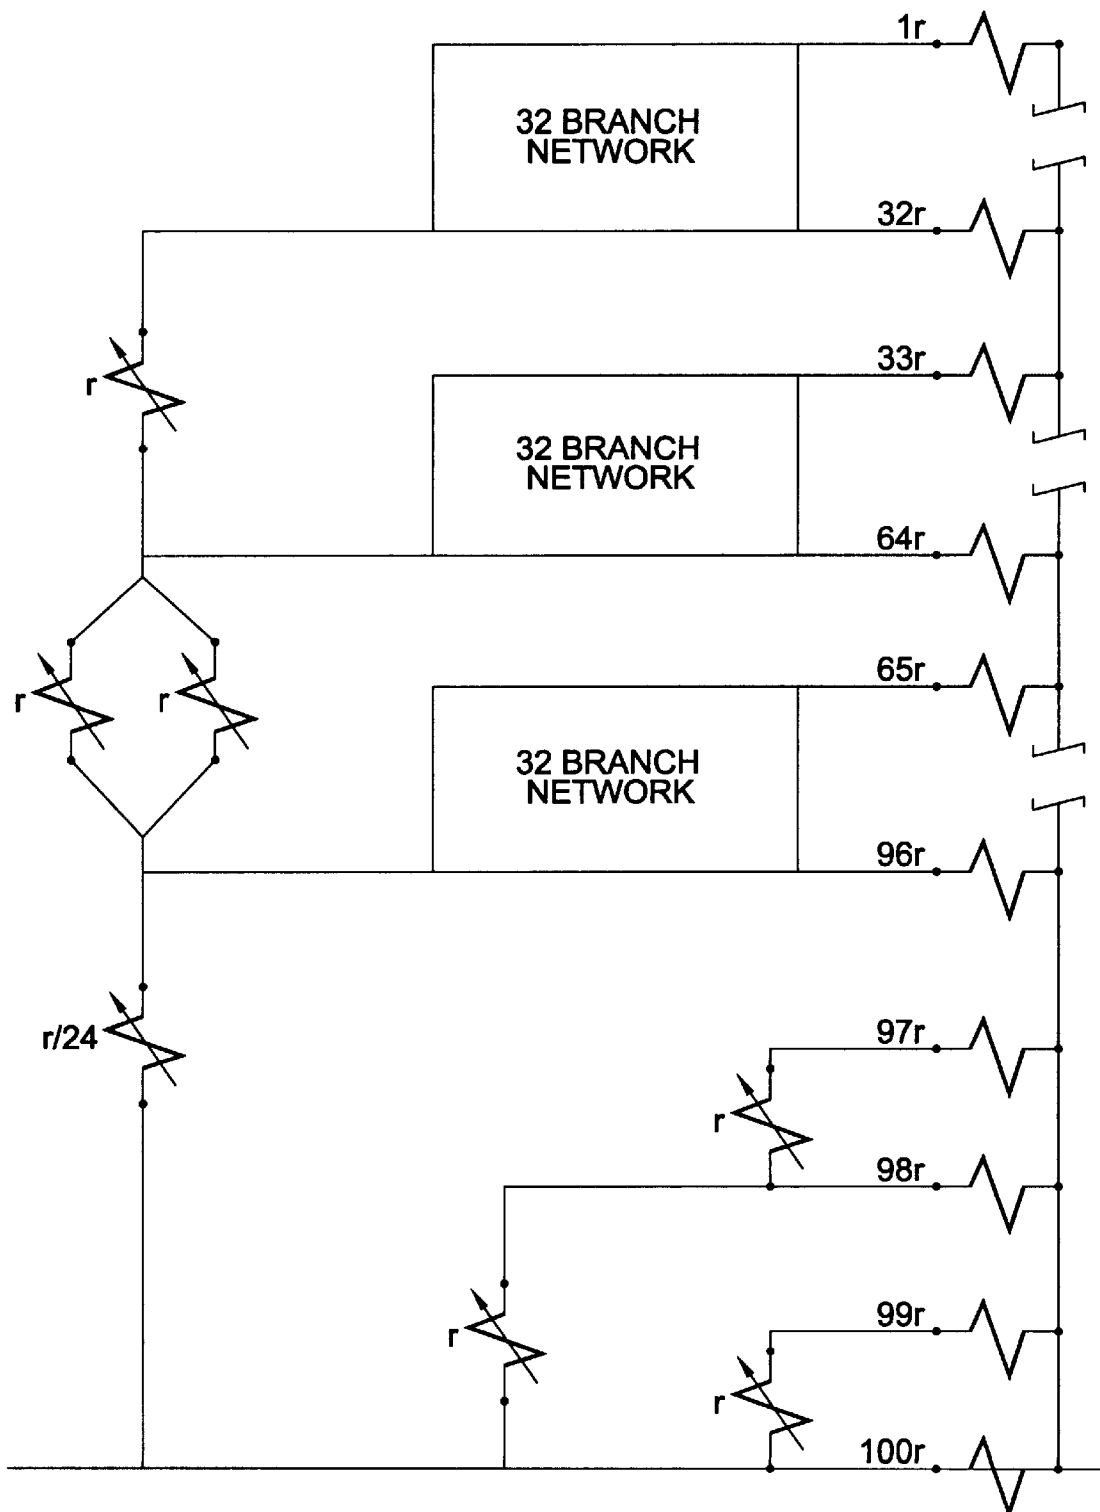 1r
32 BRANCH
NETWORK
32r
r
33r
32 BRANCH
NETWORK
64r
r
r
65r
32 BRANCH
NETWORK
96r
r/24
97r
r
98r
r
99r
r
100r